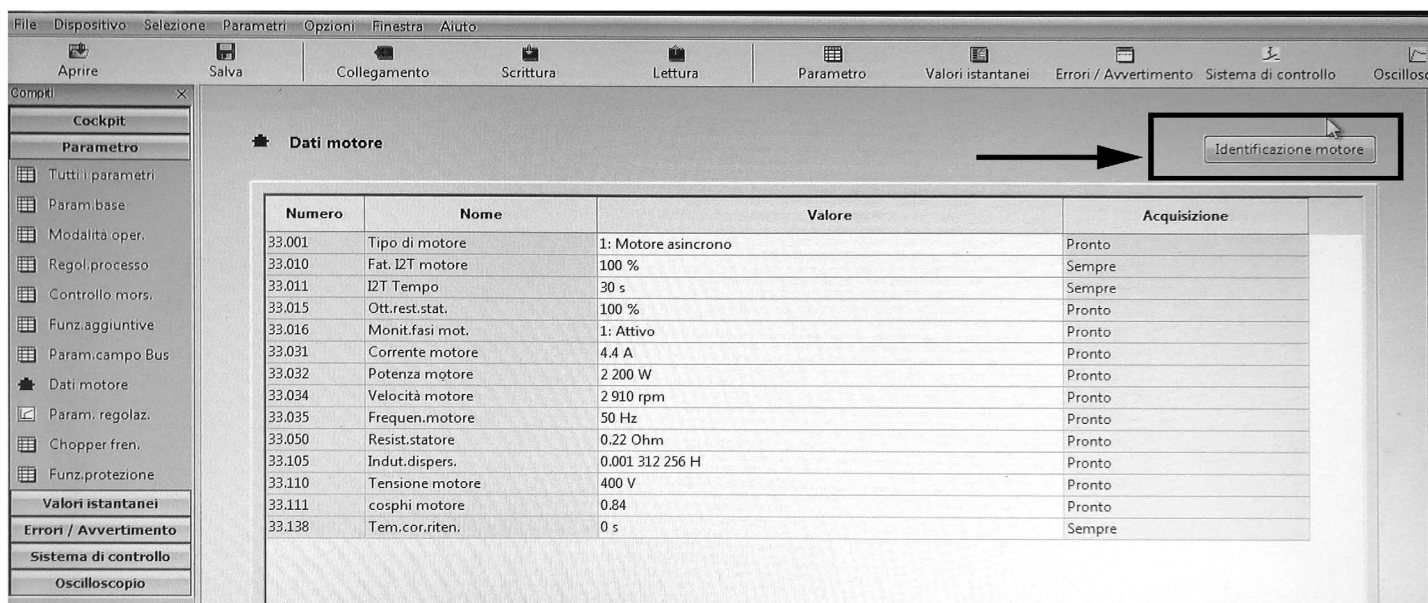 File Dispositivo Selezione Parametri Opzioni Finestra Aiuto
Aprire Salva Collegamento Scrittura Lettura Parametro Valori istantanei Errori / Avvertimento Sistema di controllo Oscillosc
Compiti
Cockpit
Parametro
Tutti i parametri
Param.base
Modalità oper.
Regol.processo
Controllo mors.
Funz.aggiuntive
Param.campo Bus
Dati motore
Param. regolaz.
Chopper fren.
Funz.protezione
Valori istantanei
Errori / Avvertimento
Sistema di controllo
Oscilloscopio
Dati motore
Identificazione motore
Numero Nome Valore Acquisizione
33.001 Tipo di motore 1: Motore asincrono Pronto
33.010 Fat. I2T motore 100 % Sempre
33.011 I2T Tempo 30 s Sempre
33.015 Ott.rest.stat. 100 % Pronto
33.016 Monit.fasi mot. 1: Attivo Pronto
33.031 Corrente motore 4.4 A Pronto
33.032 Potenza motore 2 200 W Pronto
33.034 Velocità motore 2 910 rpm Pronto
33.035 Frequen.motore 50 Hz Pronto
33.050 Resist.statore 0.22 Ohm Pronto
33.105 Indut.dispers. 0.001 312 256 H Pronto
33.110 Tensione motore 400 V Pronto
33.111 cosphi motore 0.84 Pronto
33.138 Tem.cor.riten. 0 s Sempre